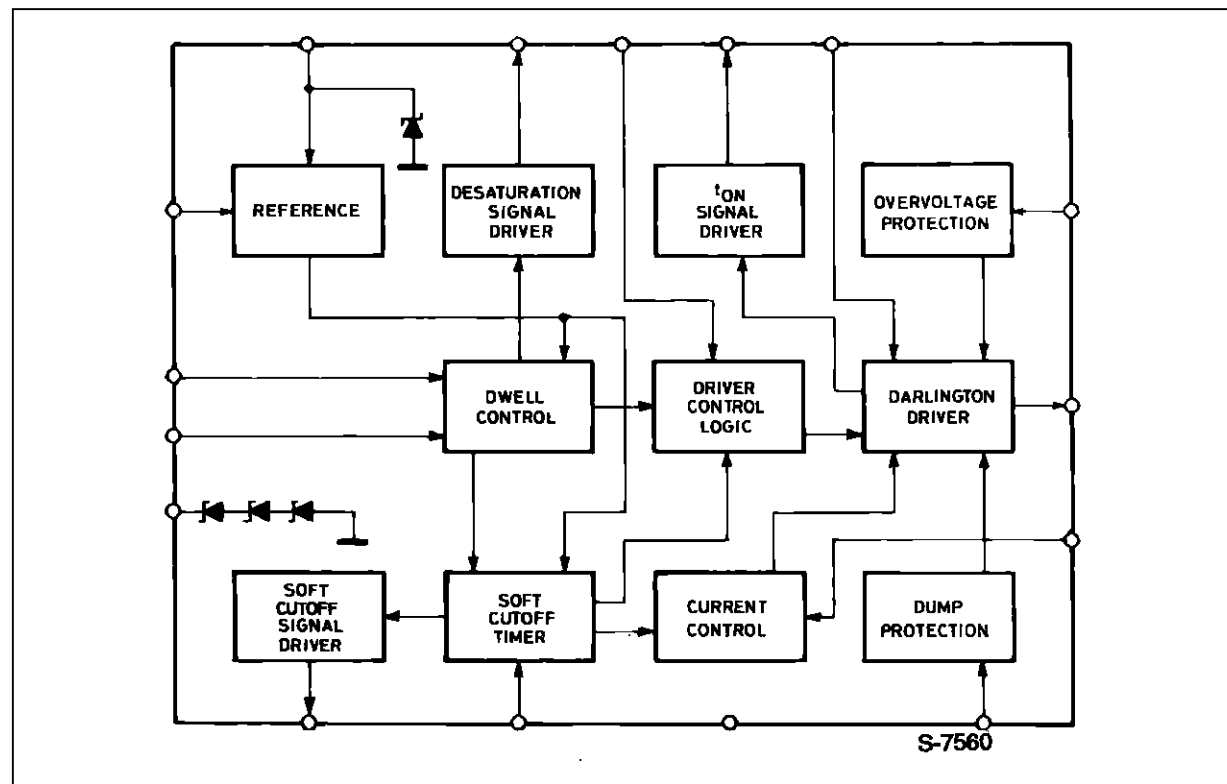 REFERENCE
DESATURATION
SIGNAL
DRIVER
tON
SIGNAL
DRIVER
OVERVOLTAGE
PROTECTION
DWELL
CONTROL
DRIVER
CONTROL
LOGIC
DARLINGTON
DRIVER
SOFT
CUTOFF
SIGNAL
DRIVER
SOFT
CUTOFF
TIMER
CURRENT
CONTROL
DUMP
PROTECTION
S-7560